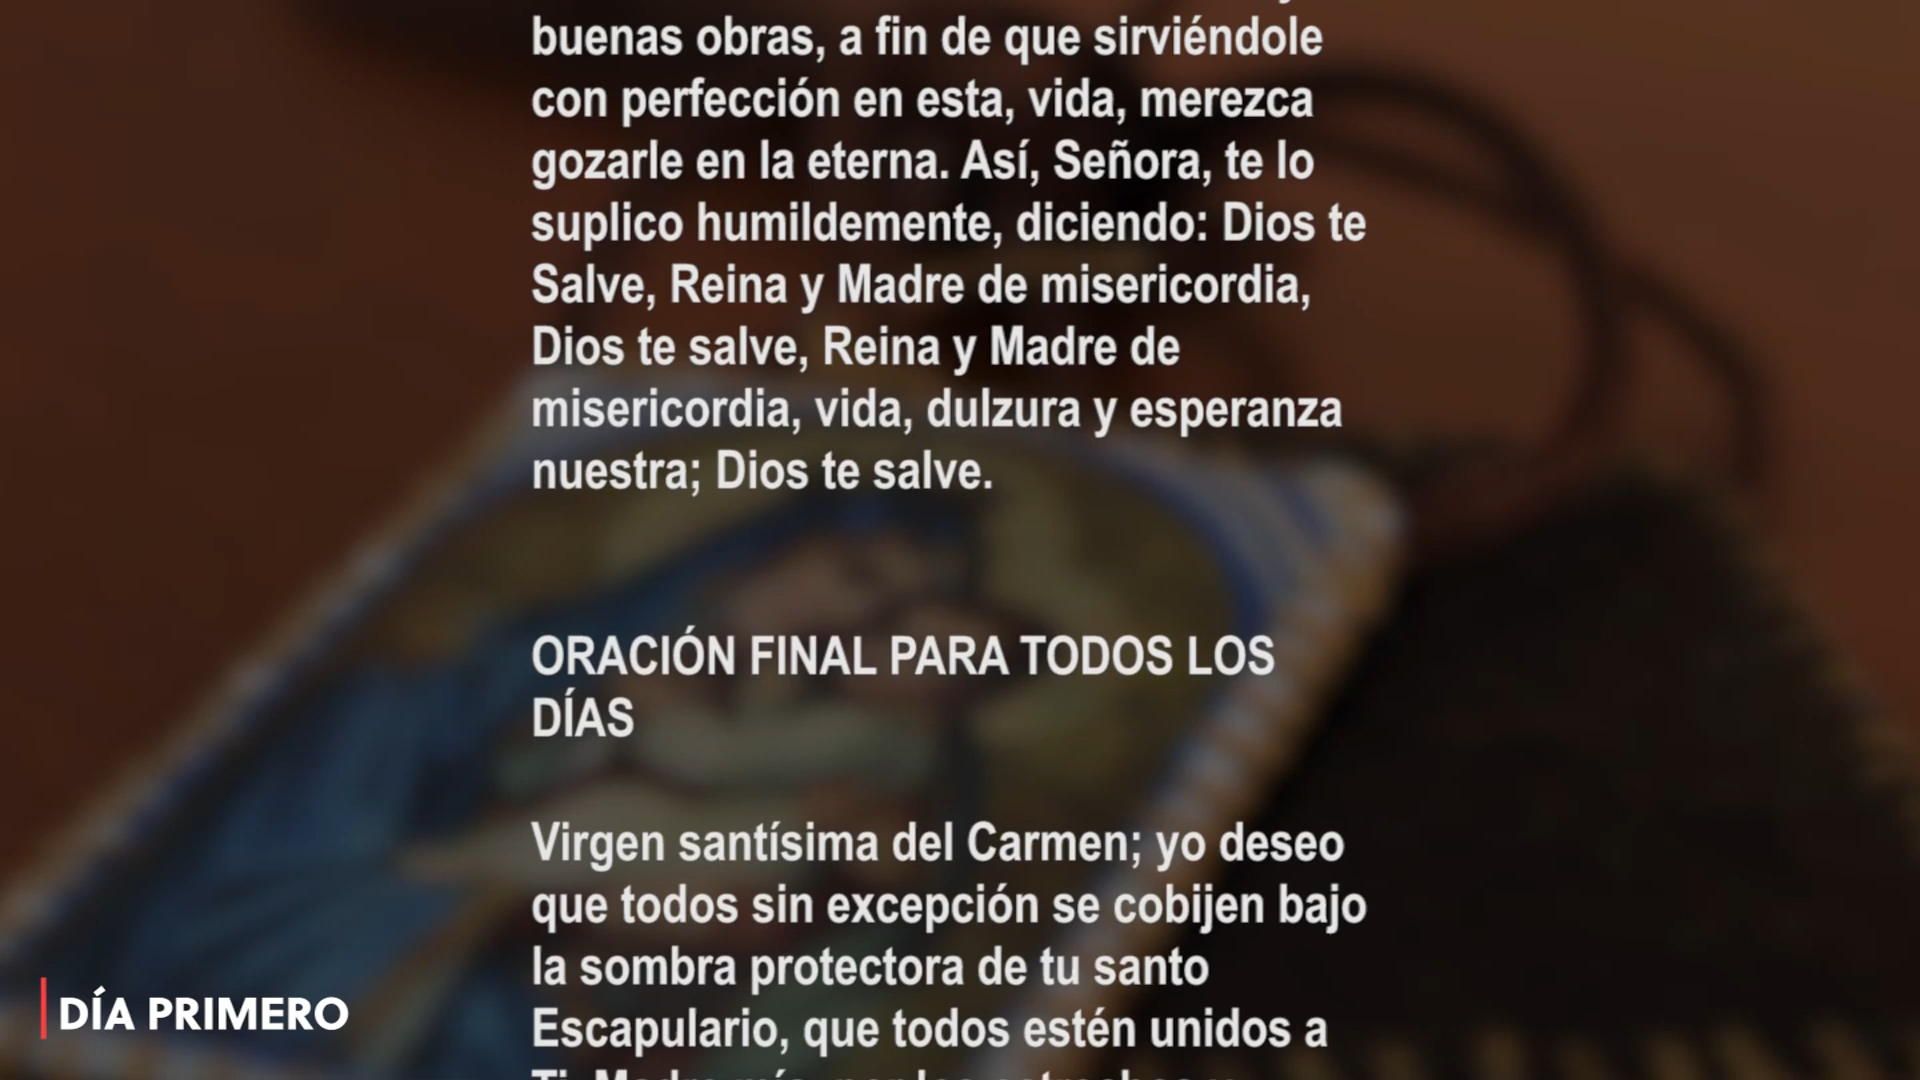 buenas obras, a fin de que sirviéndole
con perfección en esta, vida, merezca
gozarle en la eterna. Así, Señora, te lo
suplico humildemente, diciendo: Dios te
Salve, Reina y Madre de misericordia,
Dios te salve, Reina y Madre de
misericordia, vida, dulzura y esperanza
nuestra; Dios te salve.
ORACIÓN FINAL PARA TODOS LOS
DÍAS
Virgen santísima del Carmen; yo deseo
que todos sin excepción se cobijen bajo
la sombra protectora de tu santo
Escapulario, que todos estén unidos a
DÍA PRIMERO